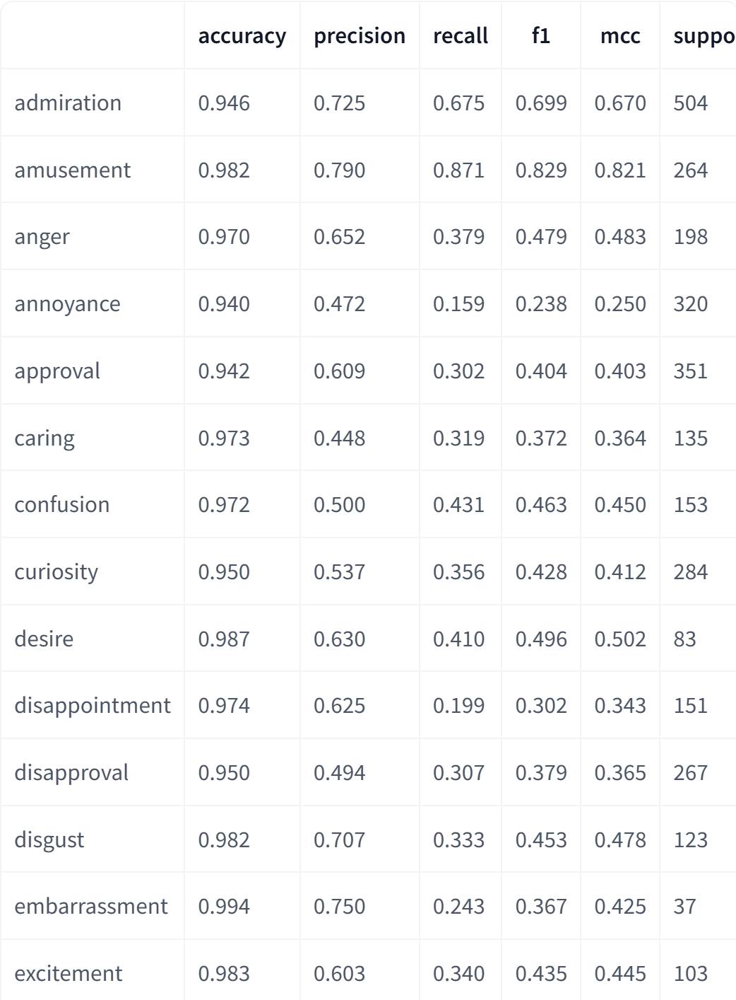 accuracy precision recall f1 mcc suppo
admiration 0.946 0.725 0.675 0.699 0.670 504
amusement 0.982 0.790 0.871 0.829 0.821 264
anger 0.970 0.652 0.379 0.479 0.483 198
annoyance 0.940 0.472 0.159 0.238 0.250 320
approval 0.942 0.609 0.302 0.404 0.403 351
caring 0.973 0.448 0.319 0.372 0.364 135
confusion 0.972 0.500 0.431 0.463 0.450 153
curiosity 0.950 0.537 0.356 0.428 0.412 284
desire 0.987 0.630 0.410 0.496 0.502 83
disappointment 0.974 0.625 0.199 0.302 0.343 151
disapproval 0.950 0.494 0.307 0.379 0.365 267
disgust 0.982 0.707 0.333 0.453 0.478 123
embarrassment 0.994 0.750 0.243 0.367 0.425 37
excitement 0.983 0.603 0.340 0.435 0.445 103